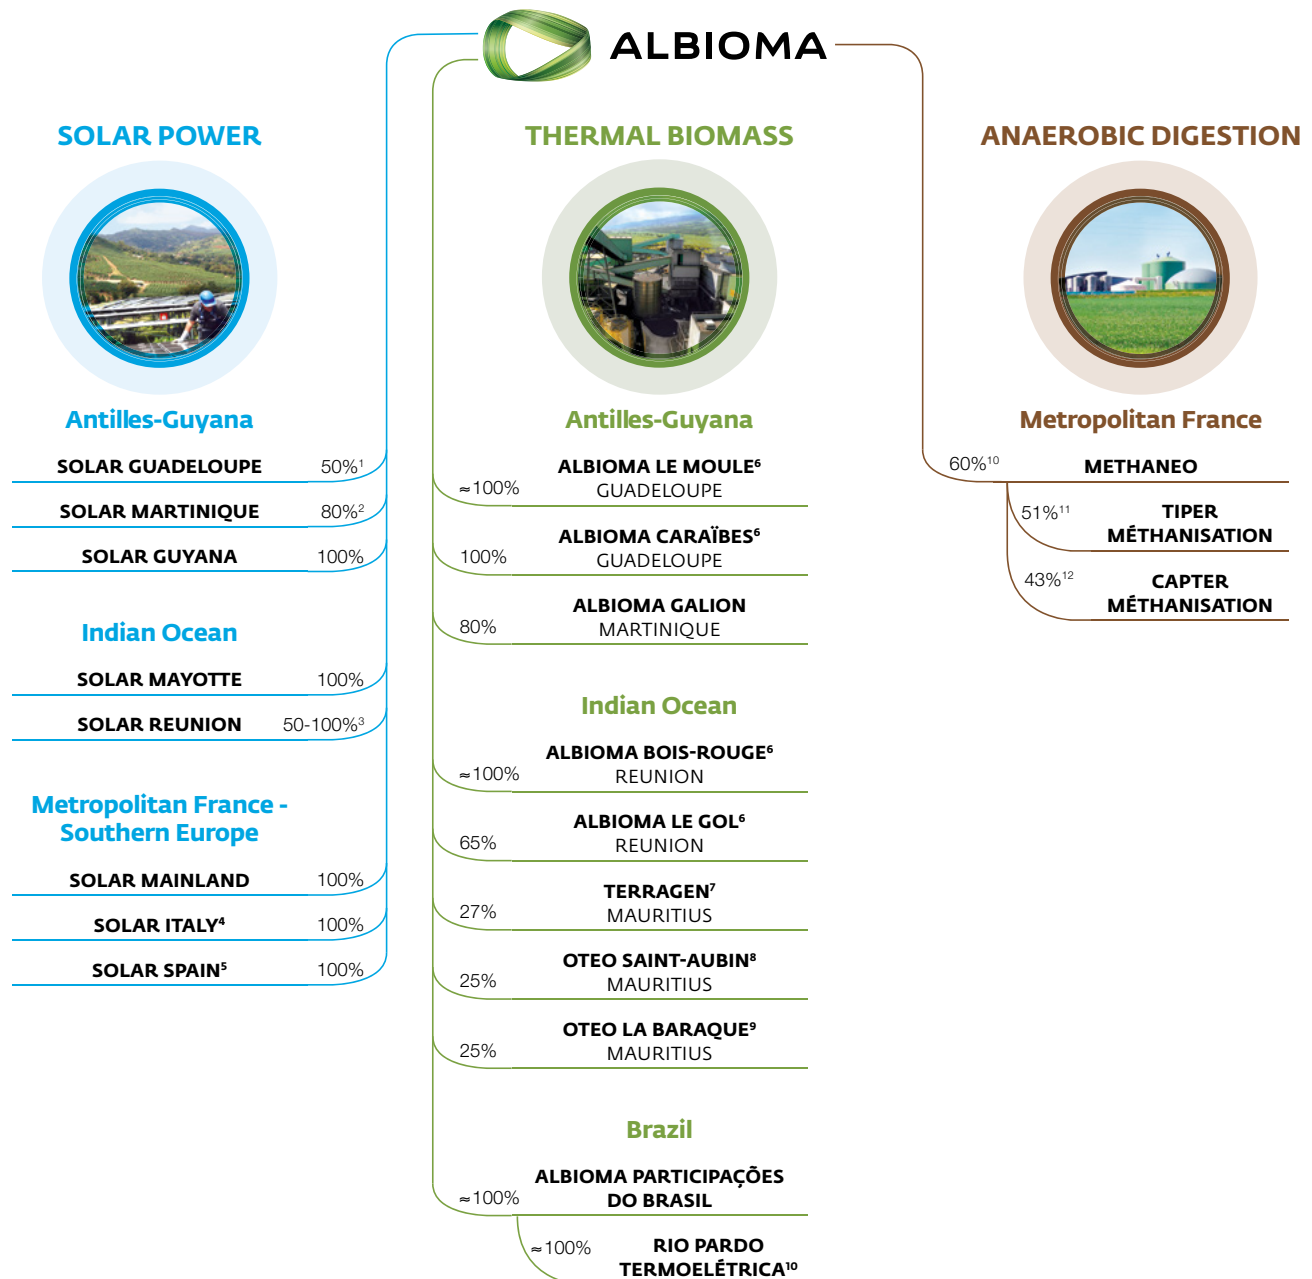 ALBIOMA
SOLAR POWER
Antilles-Guyana
SOLAR GUADELOUPE 50%¹
SOLAR MARTINIQUE 80%²
SOLAR GUYANA 100%
Indian Ocean
SOLAR MAYOTTE 100%
SOLAR REUNION 50-100%³
Metropolitan France -
Southern Europe
SOLAR MAINLAND 100%
SOLAR ITALY⁴ 100%
SOLAR SPAIN⁵ 100%
THERMAL BIOMASS
Antilles-Guyana
ALBIOMA LE MOULE⁶
≈100% GUADELOUPE
ALBIOMA CARAÏBES⁶
100% GUADELOUPE
ALBIOMA GALION
80% MARTINIQUE
Indian Ocean
ALBIOMA BOIS-ROUGE⁶
≈100% REUNION
ALBIOMA LE GOL⁶
65% REUNION
TERRAGEN⁷
27% MAURITIUS
OTEO SAINT-AUBIN⁸
25% MAURITIUS
OTEO LA BARAQUE⁹
25% MAURITIUS
Brazil
ALBIOMA PARTICIPAÇÕES
≈100% DO BRASIL
≈100% RIO PARDO
TERMOELÉTRICA¹⁰
ANAEROBIC DIGESTION
Metropolitan France
60%¹⁰ METHANEO
51%¹¹ TIPER
MÉTHANISATION
43%¹² CAPTER
MÉTHANISATION